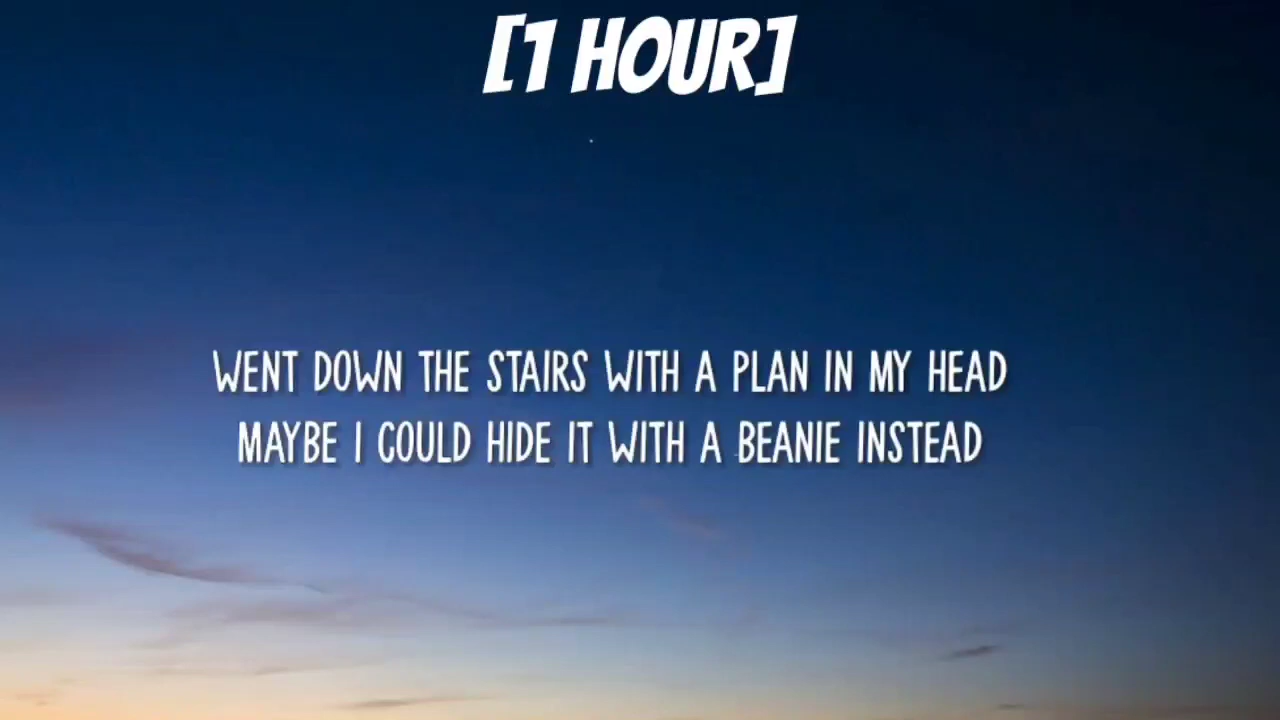 [1 HOUR]
WENT DOWN THE STAIRS WITH A PLAN IN MY HEAD
MAYBE I COULD HIDE IT WITH A BEANIE INSTEAD